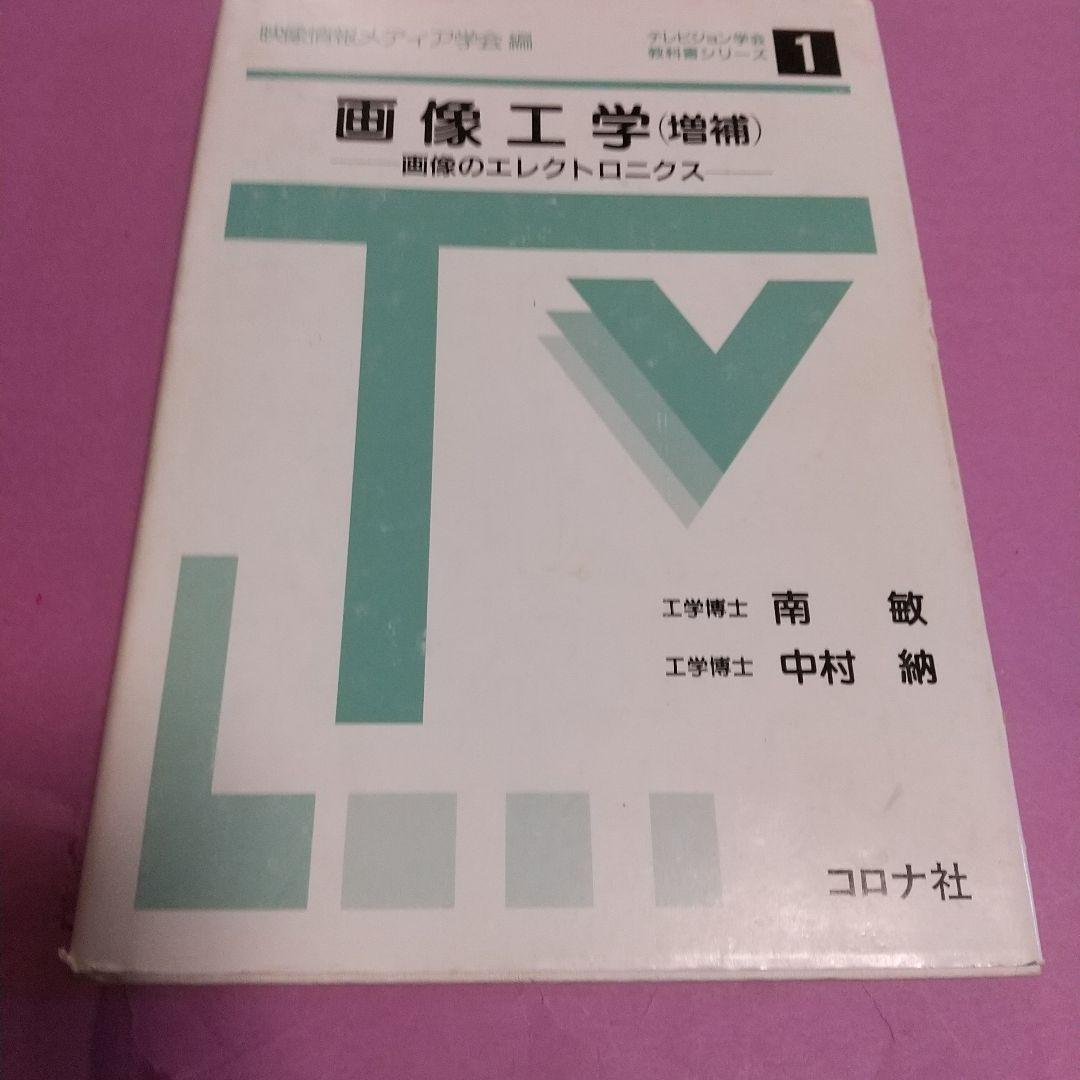 映像情報メディア学会 編
テレビジョン学会
教科書シリーズ
1
画像工学(増補)
画像のエレクトロニクス
TV
工学博士 南 敏
工学博士 中村 納
コロナ社